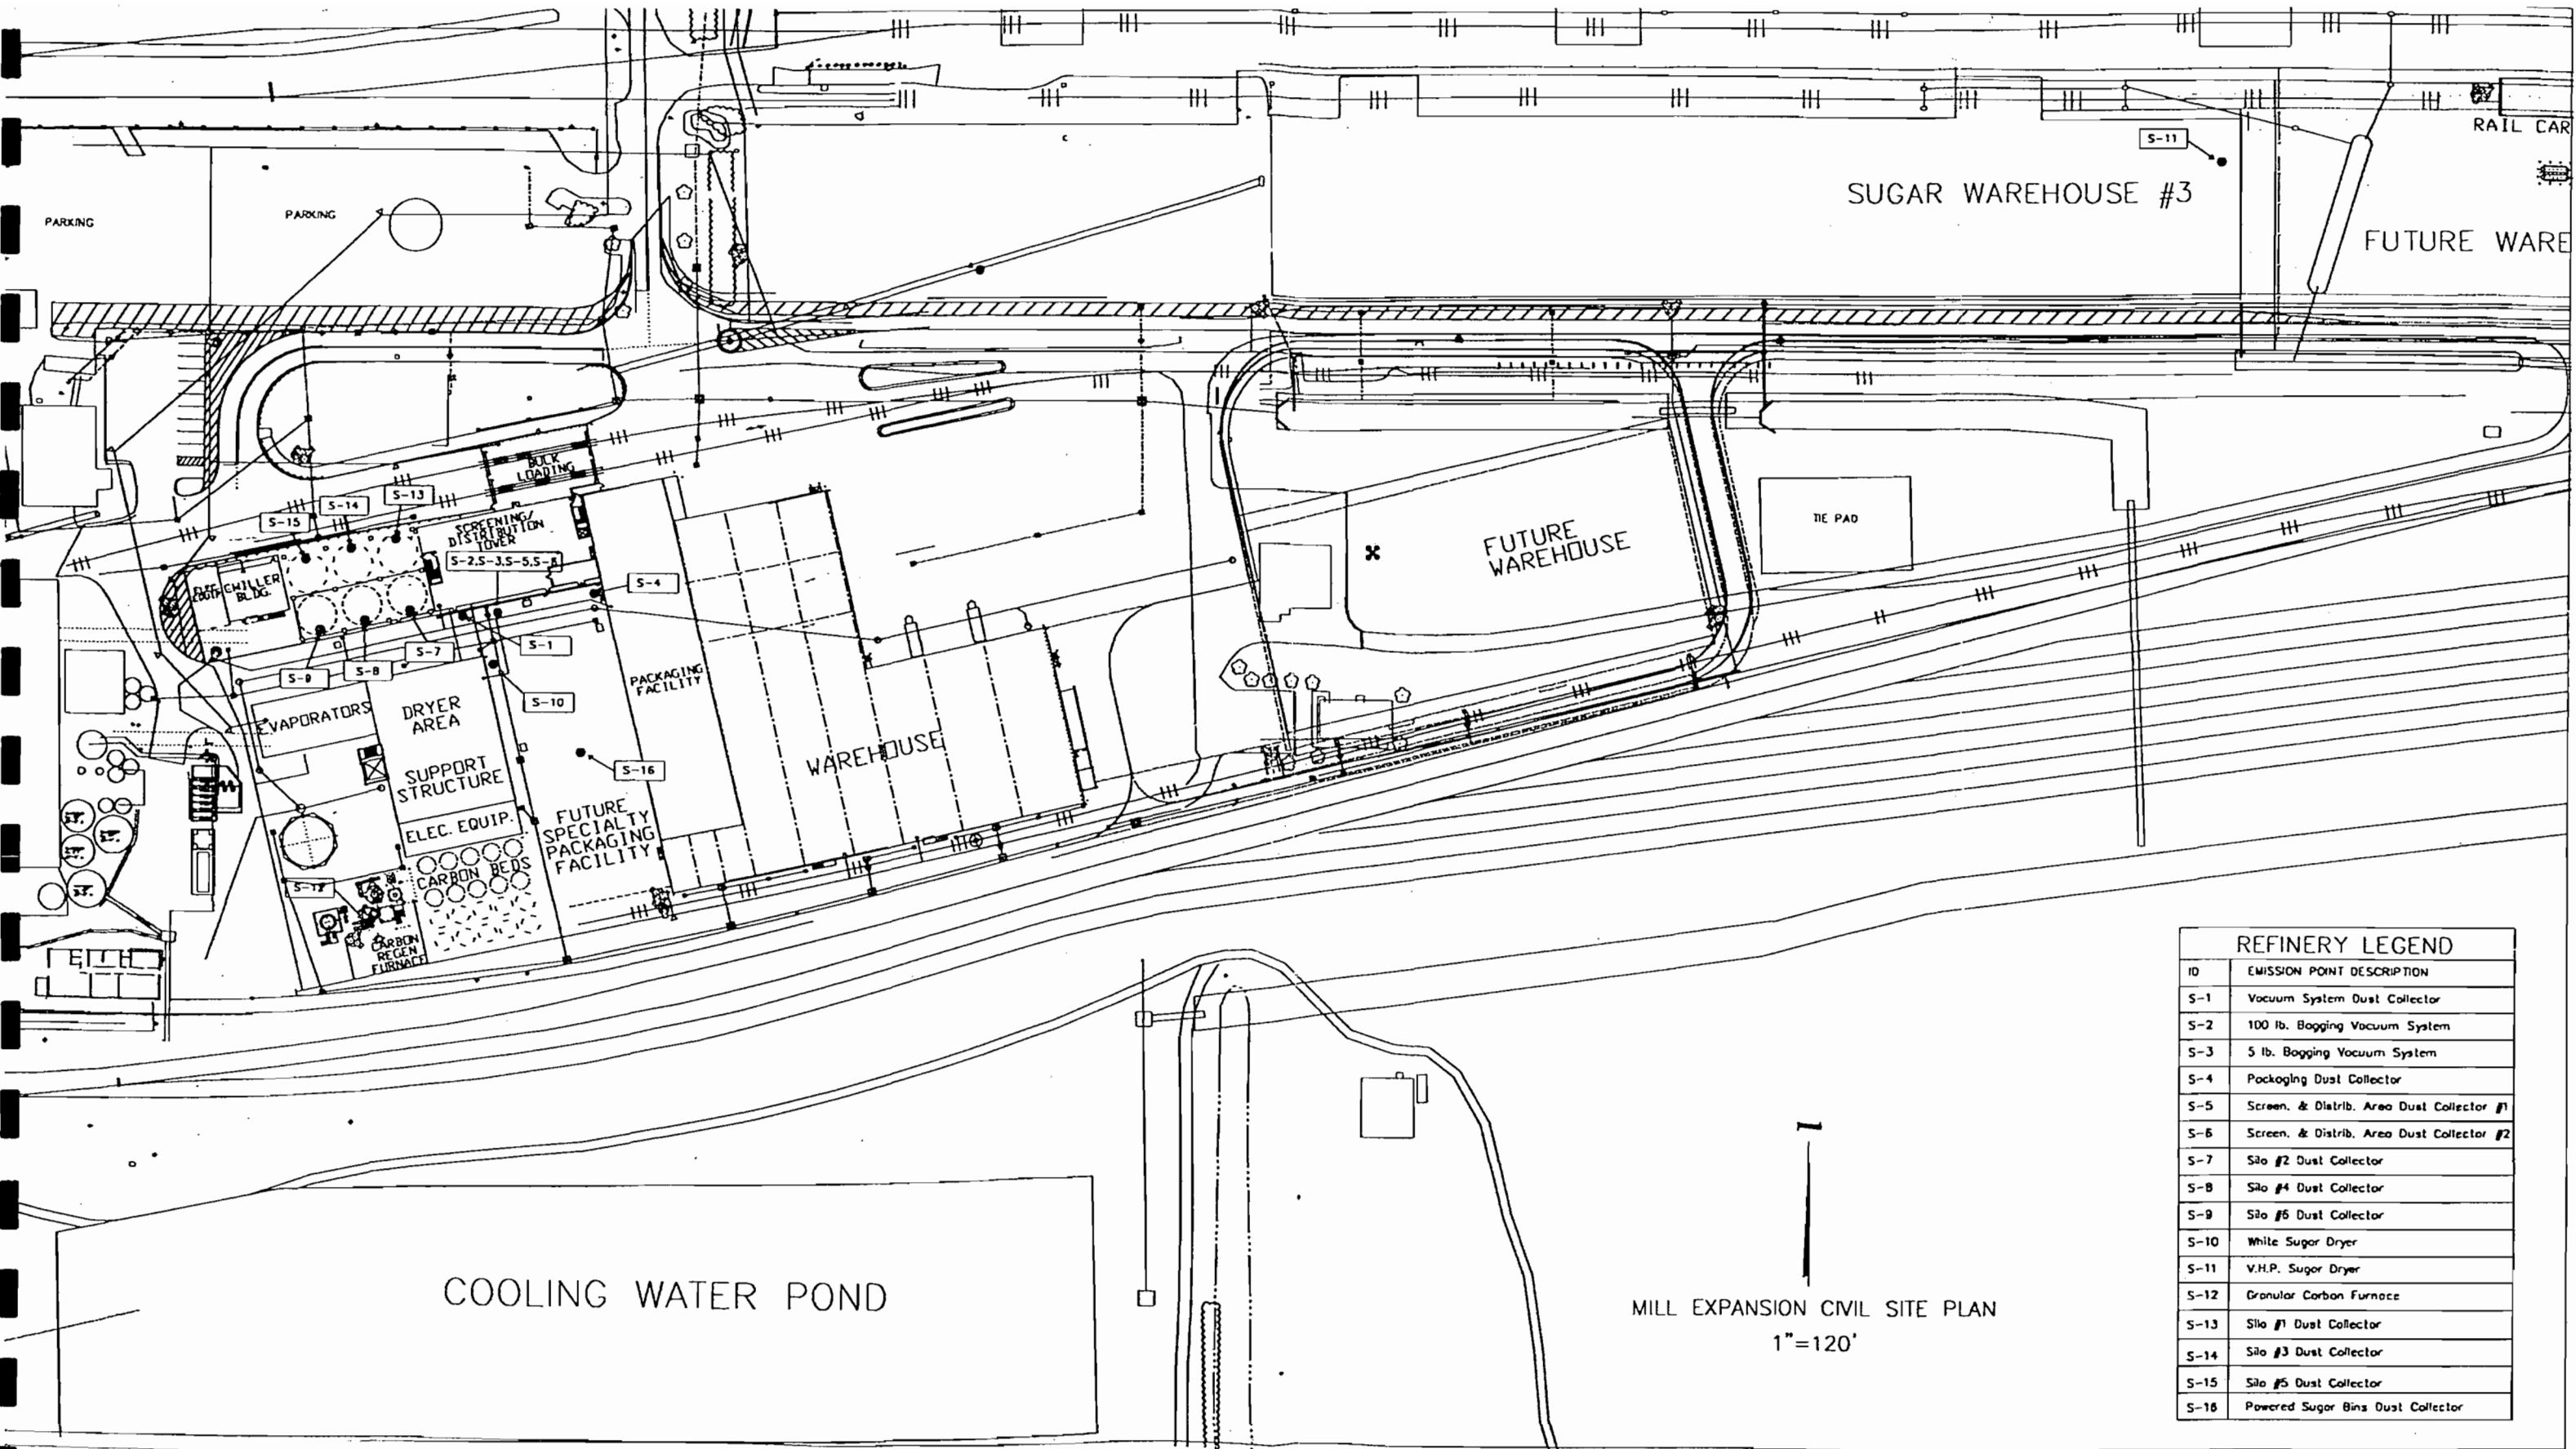 RAIL CAR
S-11
SUGAR WAREHOUSE #3
PARKING
PARKING
FUTURE WARE
BULK
LOADING
S-13
S-14
S-15
SCREENING/
DISTRIBUTION
TOWER
TIE PAD
FUTURE
WAREHOUSE
S-2,S-3,S-5,S-6
CHILLER
BLDG.
S-4
S-1
S-7
S-8
S-9
PACKAGING
FACILITY
S-10
EVAPORATORS
DRYER
AREA
WAREHOUSE
S-16
SUPPORT
STRUCTURE
FUTURE
SPECIALTY
PACKAGING
FACILITY
ELEC. EQUIP.
CARBON BEDS
S-12
CARBON
REGEN
FURNACE
REFINERY LEGEND
ID EMISSION POINT DESCRIPTION
S-1 Vacuum System Dust Collector
S-2 100 lb. Bagging Vacuum System
S-3 5 lb. Bagging Vacuum System
S-4 Packaging Dust Collector
S-5 Screen. & Distrib. Area Dust Collector #1
S-6 Screen. & Distrib. Area Dust Collector #2
S-7 Silo #2 Dust Collector
S-8 Silo #4 Dust Collector
S-9 Silo #6 Dust Collector
S-10 White Sugar Dryer
S-11 V.H.P. Sugar Dryer
S-12 Granular Carbon Furnace
S-13 Silo #1 Dust Collector
S-14 Silo #3 Dust Collector
S-15 Silo #5 Dust Collector
S-16 Powered Sugar Bins Dust Collector
COOLING WATER POND
MILL EXPANSION CIVIL SITE PLAN
1"=120'